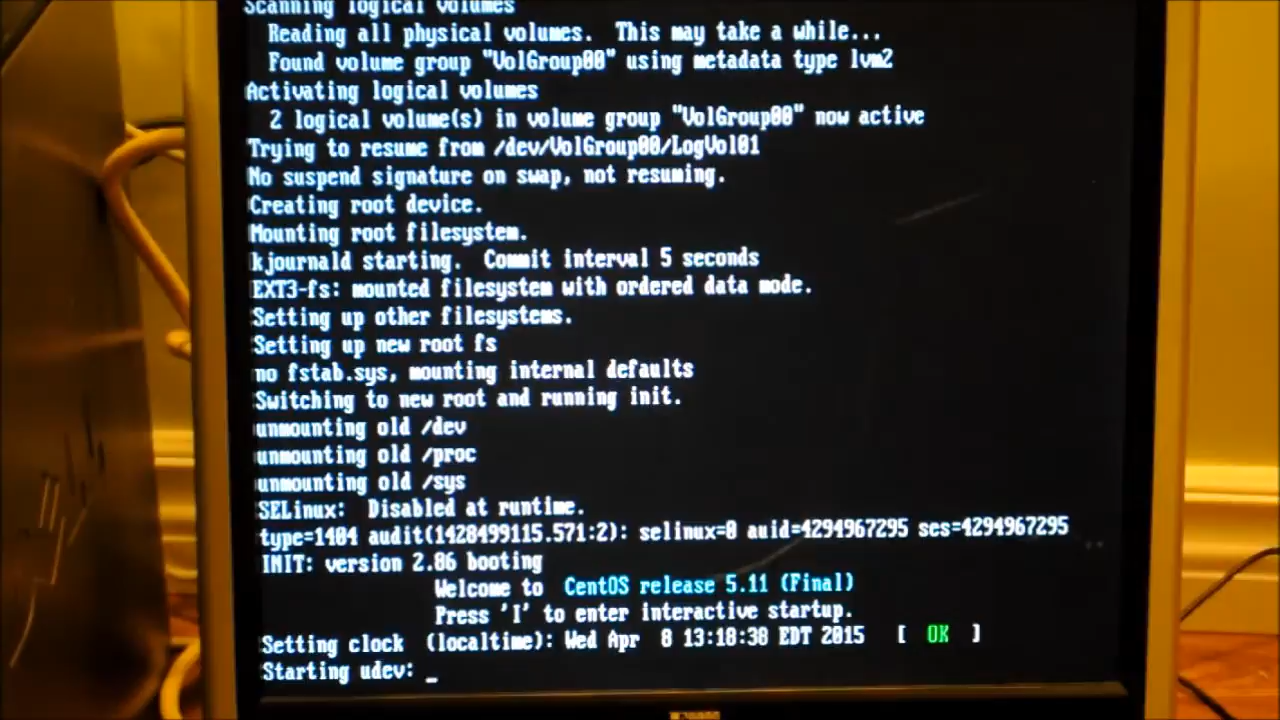 Scanning logical volumes
Reading all physical volumes.  This may take a while...
Found volume group "VolGroup00" using metadata type lvm2
Activating logical volumes
2 logical volume(s) in volume group "VolGroup00" now active
Trying to resume from /dev/VolGroup00/LogVol01
No suspend signature on swap, not resuming.
Creating root device.
Mounting root filesystem.
kjournald starting.  Commit interval 5 seconds
EXT3-fs: mounted filesystem with ordered data mode.
Setting up other filesystems.
Setting up new root fs
no fstab.sys, mounting internal defaults
Switching to new root and running init.
unmounting old /dev
unmounting old /proc
unmounting old /sys
SELinux:  Disabled at runtime.
type=1404 audit(1428499115.571:2): selinux=0 auid=4294967295 ses=4294967295
INIT: version 2.86 booting
Welcome to  CentOS release 5.11 (Final)
Press 'I' to enter interactive startup.
Setting clock  (localtime): Wed Apr  8 13:18:38 EDT 2015  [  OK  ]
Starting udev: _